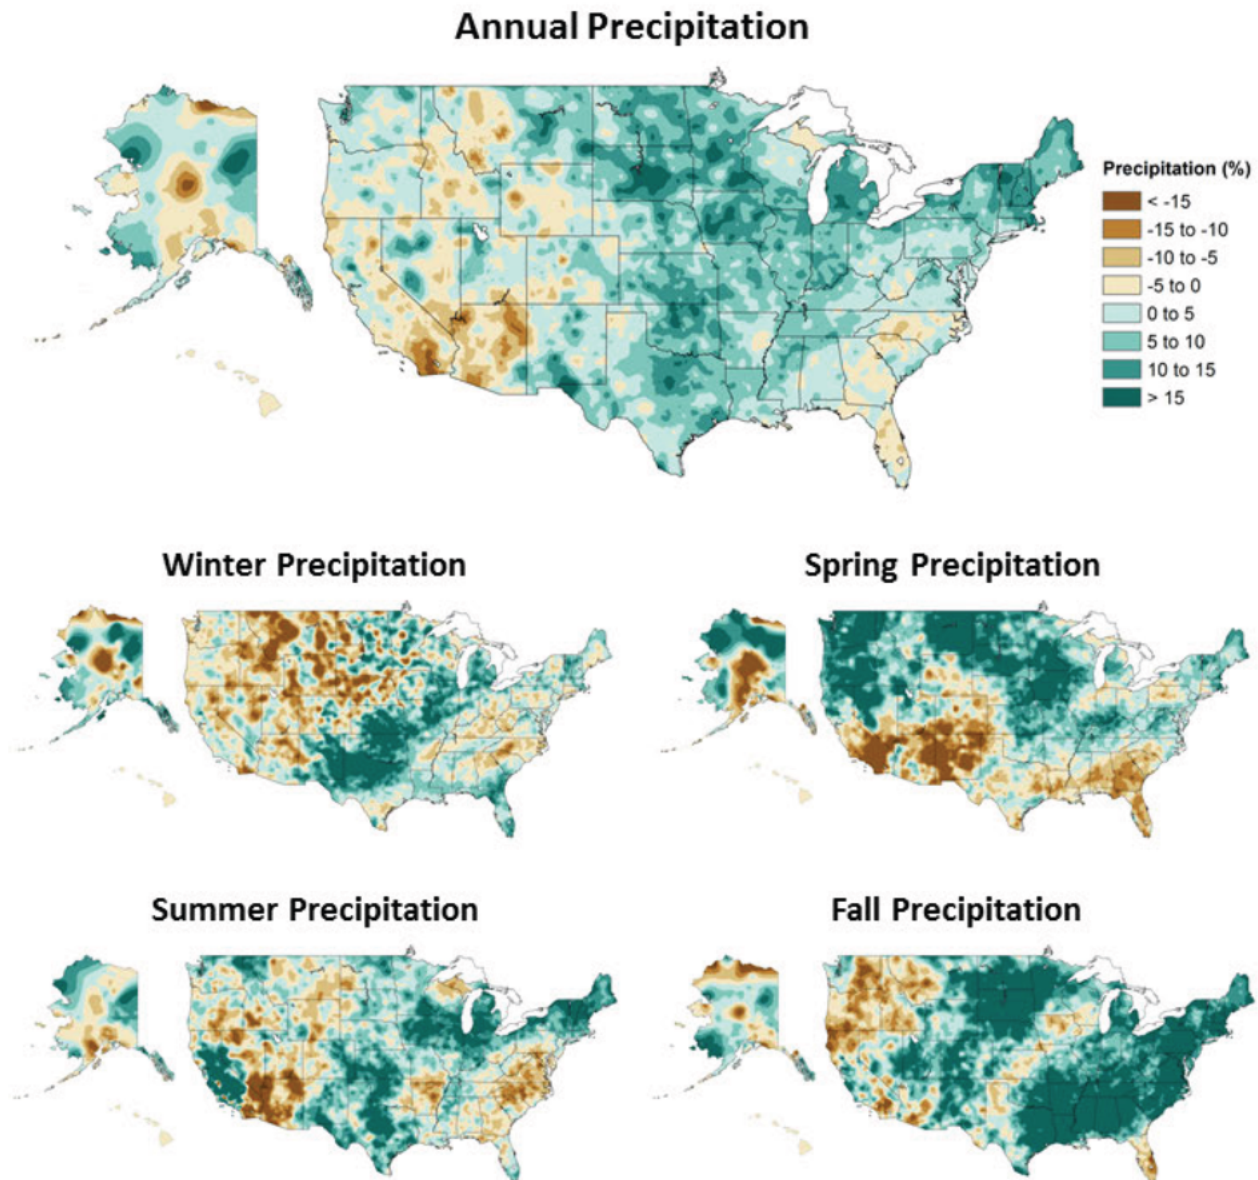 Annual Precipitation
Precipitation (%)
< -15
-15 to -10
-10 to -5
-5 to 0
0 to 5
5 to 10
10 to 15
> 15
Winter Precipitation
Spring Precipitation
Summer Precipitation
Fall Precipitation